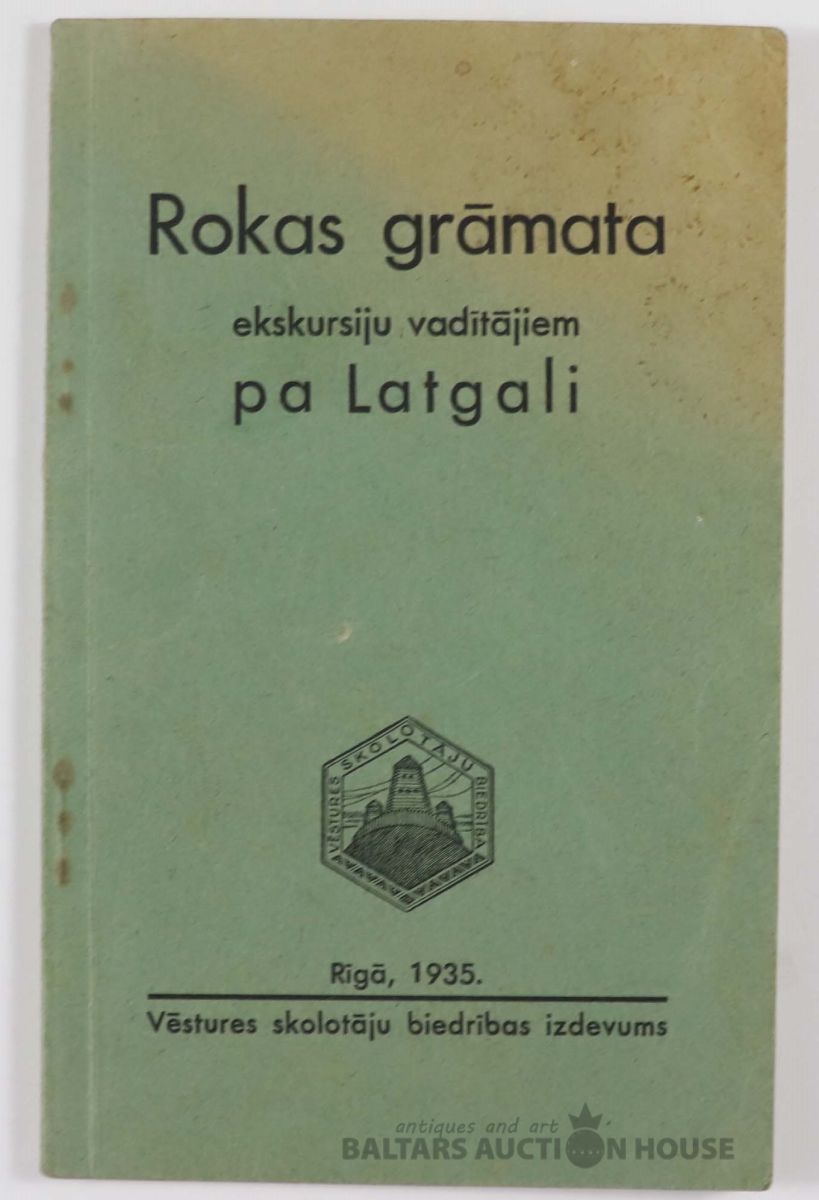 Rokas grāmata
ekskursiju vadītājiem
pa Latgali
VĒSTURES SKOLOTĀJU BIEDRĪBA
Rīgā, 1935.
Vēstures skolotāju biedrības izdevums
antiques and art
BALTARS AUCTION HOUSE